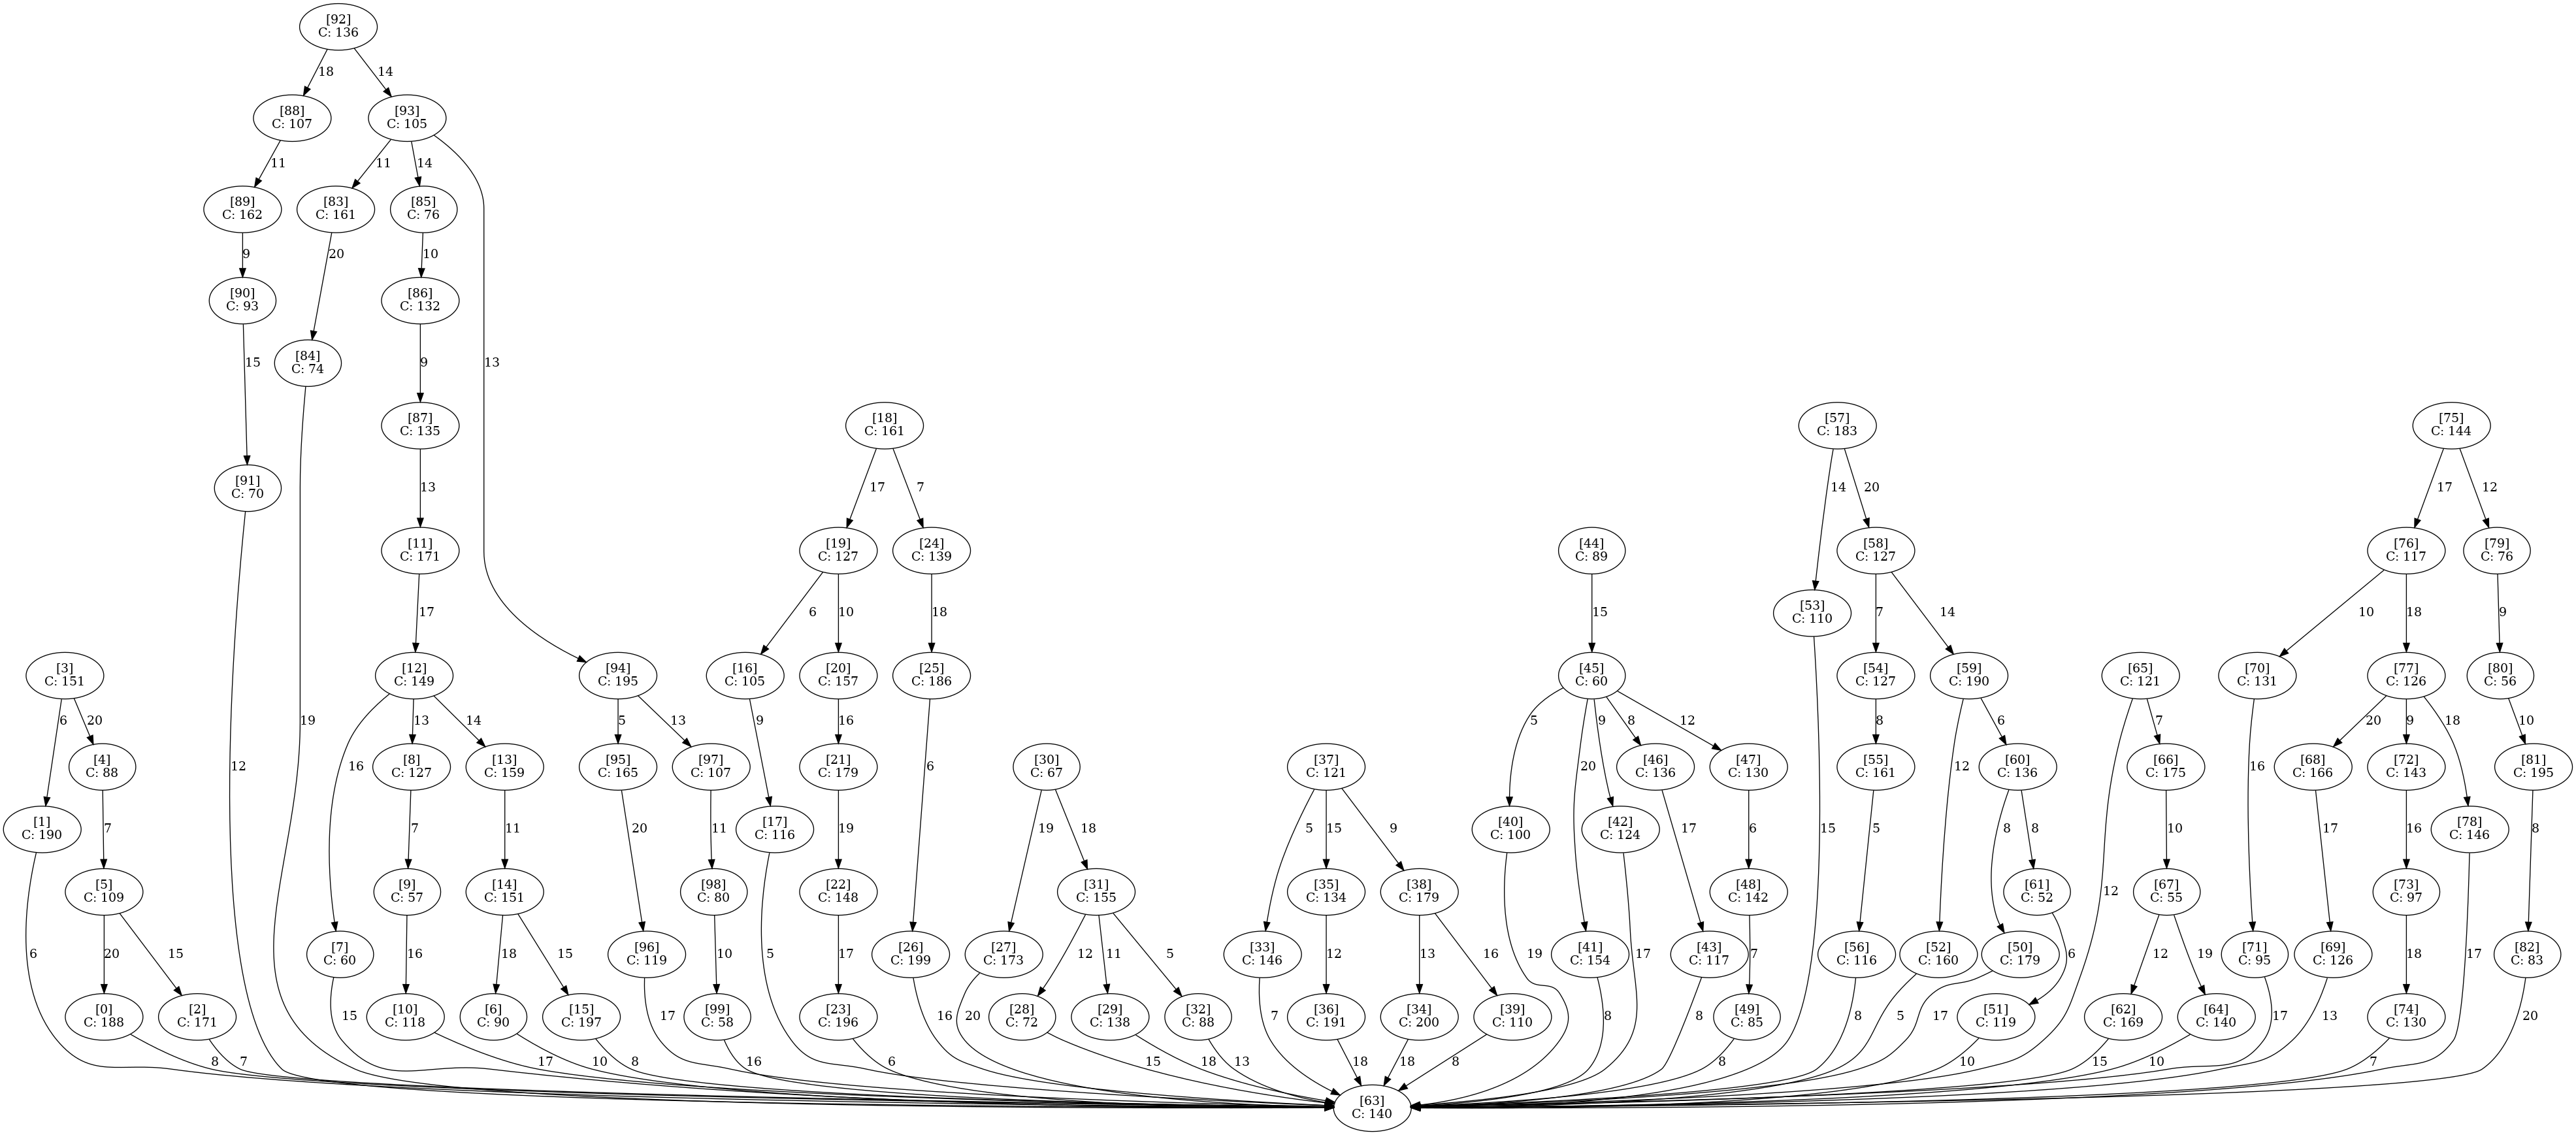 [92]
C: 136
18
14
[88]
C: 107
[93]
C: 105
11
11
14
[89]
C: 162
[83]
C: 161
[85]
C: 76
9
20
10
[90]
C: 93
[86]
C: 132
15
9
13
[84]
C: 74
[87]
C: 135
[18]
C: 161
[57]
C: 183
[75]
C: 144
[91]
C: 70
13
17
7
14
20
17
12
[11]
C: 171
[19]
C: 127
[24]
C: 139
[44]
C: 89
[58]
C: 127
[76]
C: 117
[79]
C: 76
17
6
10
18
15
[53]
C: 110
7
14
10
18
9
[3]
C: 151
[12]
C: 149
[94]
C: 195
[16]
C: 105
[20]
C: 157
[25]
C: 186
[45]
C: 60
[54]
C: 127
[59]
C: 190
[65]
C: 121
[70]
C: 131
[77]
C: 126
[80]
C: 56
6
20
19
13
14
5
13
9
16
5
9
8
12
8
7
20
9
18
10
[4]
C: 88
[8]
C: 127
[13]
C: 159
[95]
C: 165
[97]
C: 107
[21]
C: 179
[30]
C: 67
[37]
C: 121
[46]
C: 136
[47]
C: 130
[55]
C: 161
[60]
C: 136
[66]
C: 175
[68]
C: 166
[72]
C: 143
[81]
C: 195
12
16
6
20
12
16
[1]
C: 190
7
7
11
20
11
[17]
C: 116
19
19
18
5
15
9
[40]
C: 100
[42]
C: 124
17
6
5
15
8
8
10
17
16
[78]
C: 146
8
[5]
C: 109
[9]
C: 57
[14]
C: 151
[98]
C: 80
[22]
C: 148
[31]
C: 155
[35]
C: 134
[38]
C: 179
[48]
C: 142
[61]
C: 52
12
[67]
C: 55
[73]
C: 97
6
20
15
[7]
C: 60
16
18
15
[96]
C: 119
10
5
17
[26]
C: 199
[27]
C: 173
12
11
5
[33]
C: 146
12
13
16
19
[41]
C: 154
17
[43]
C: 117
7
[56]
C: 116
[52]
C: 160
[50]
C: 179
6
12
19
[71]
C: 95
[69]
C: 126
18
17
[82]
C: 83
[0]
C: 188
[2]
C: 171
15
[10]
C: 118
[6]
C: 90
[15]
C: 197
17
[99]
C: 58
[23]
C: 196
16
20
[28]
C: 72
[29]
C: 138
[32]
C: 88
7
[36]
C: 191
[34]
C: 200
[39]
C: 110
8
8
[49]
C: 85
8
5
17
[51]
C: 119
[62]
C: 169
[64]
C: 140
17
13
[74]
C: 130
20
8
7
17
10
8
16
6
15
18
13
18
18
8
8
10
15
10
7
[63]
C: 140